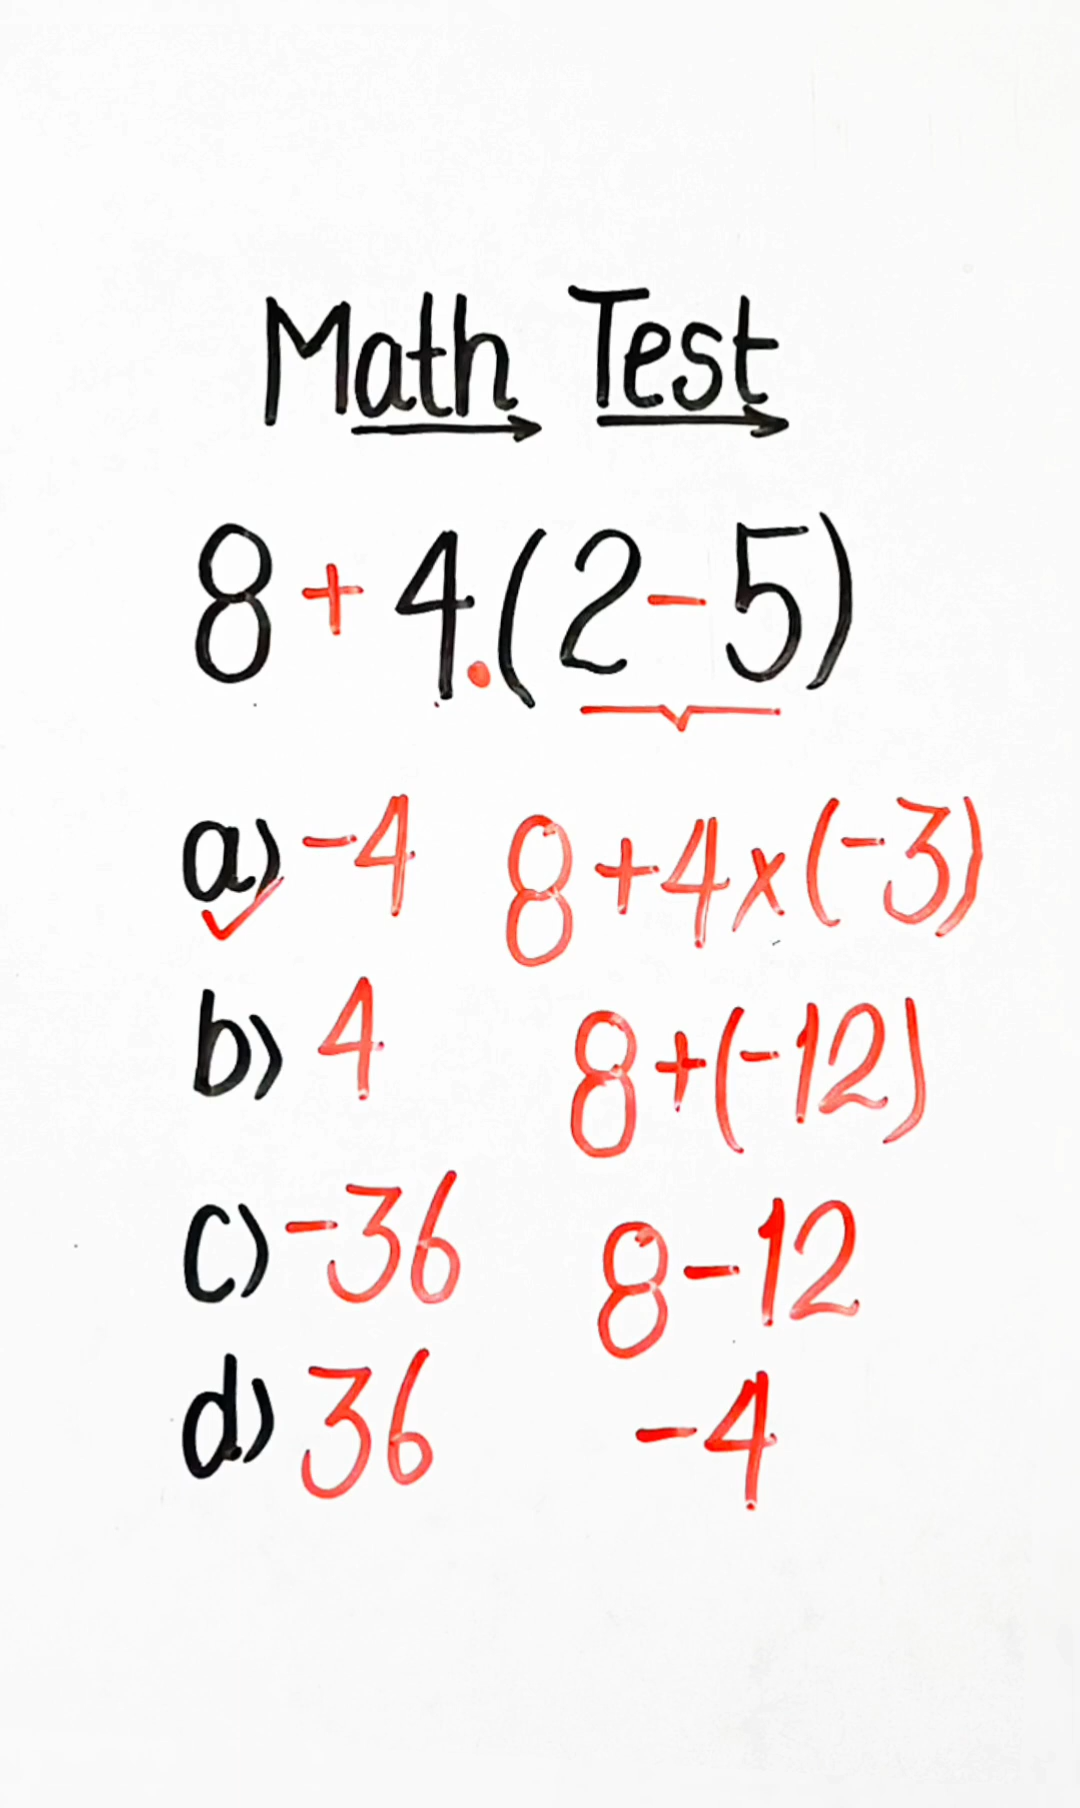 Math Test
8 + 4.(2-5)
a) -4 8+4x(-3)
b) 4 8+(-12)
c) -36 8-12
d) 36 -4